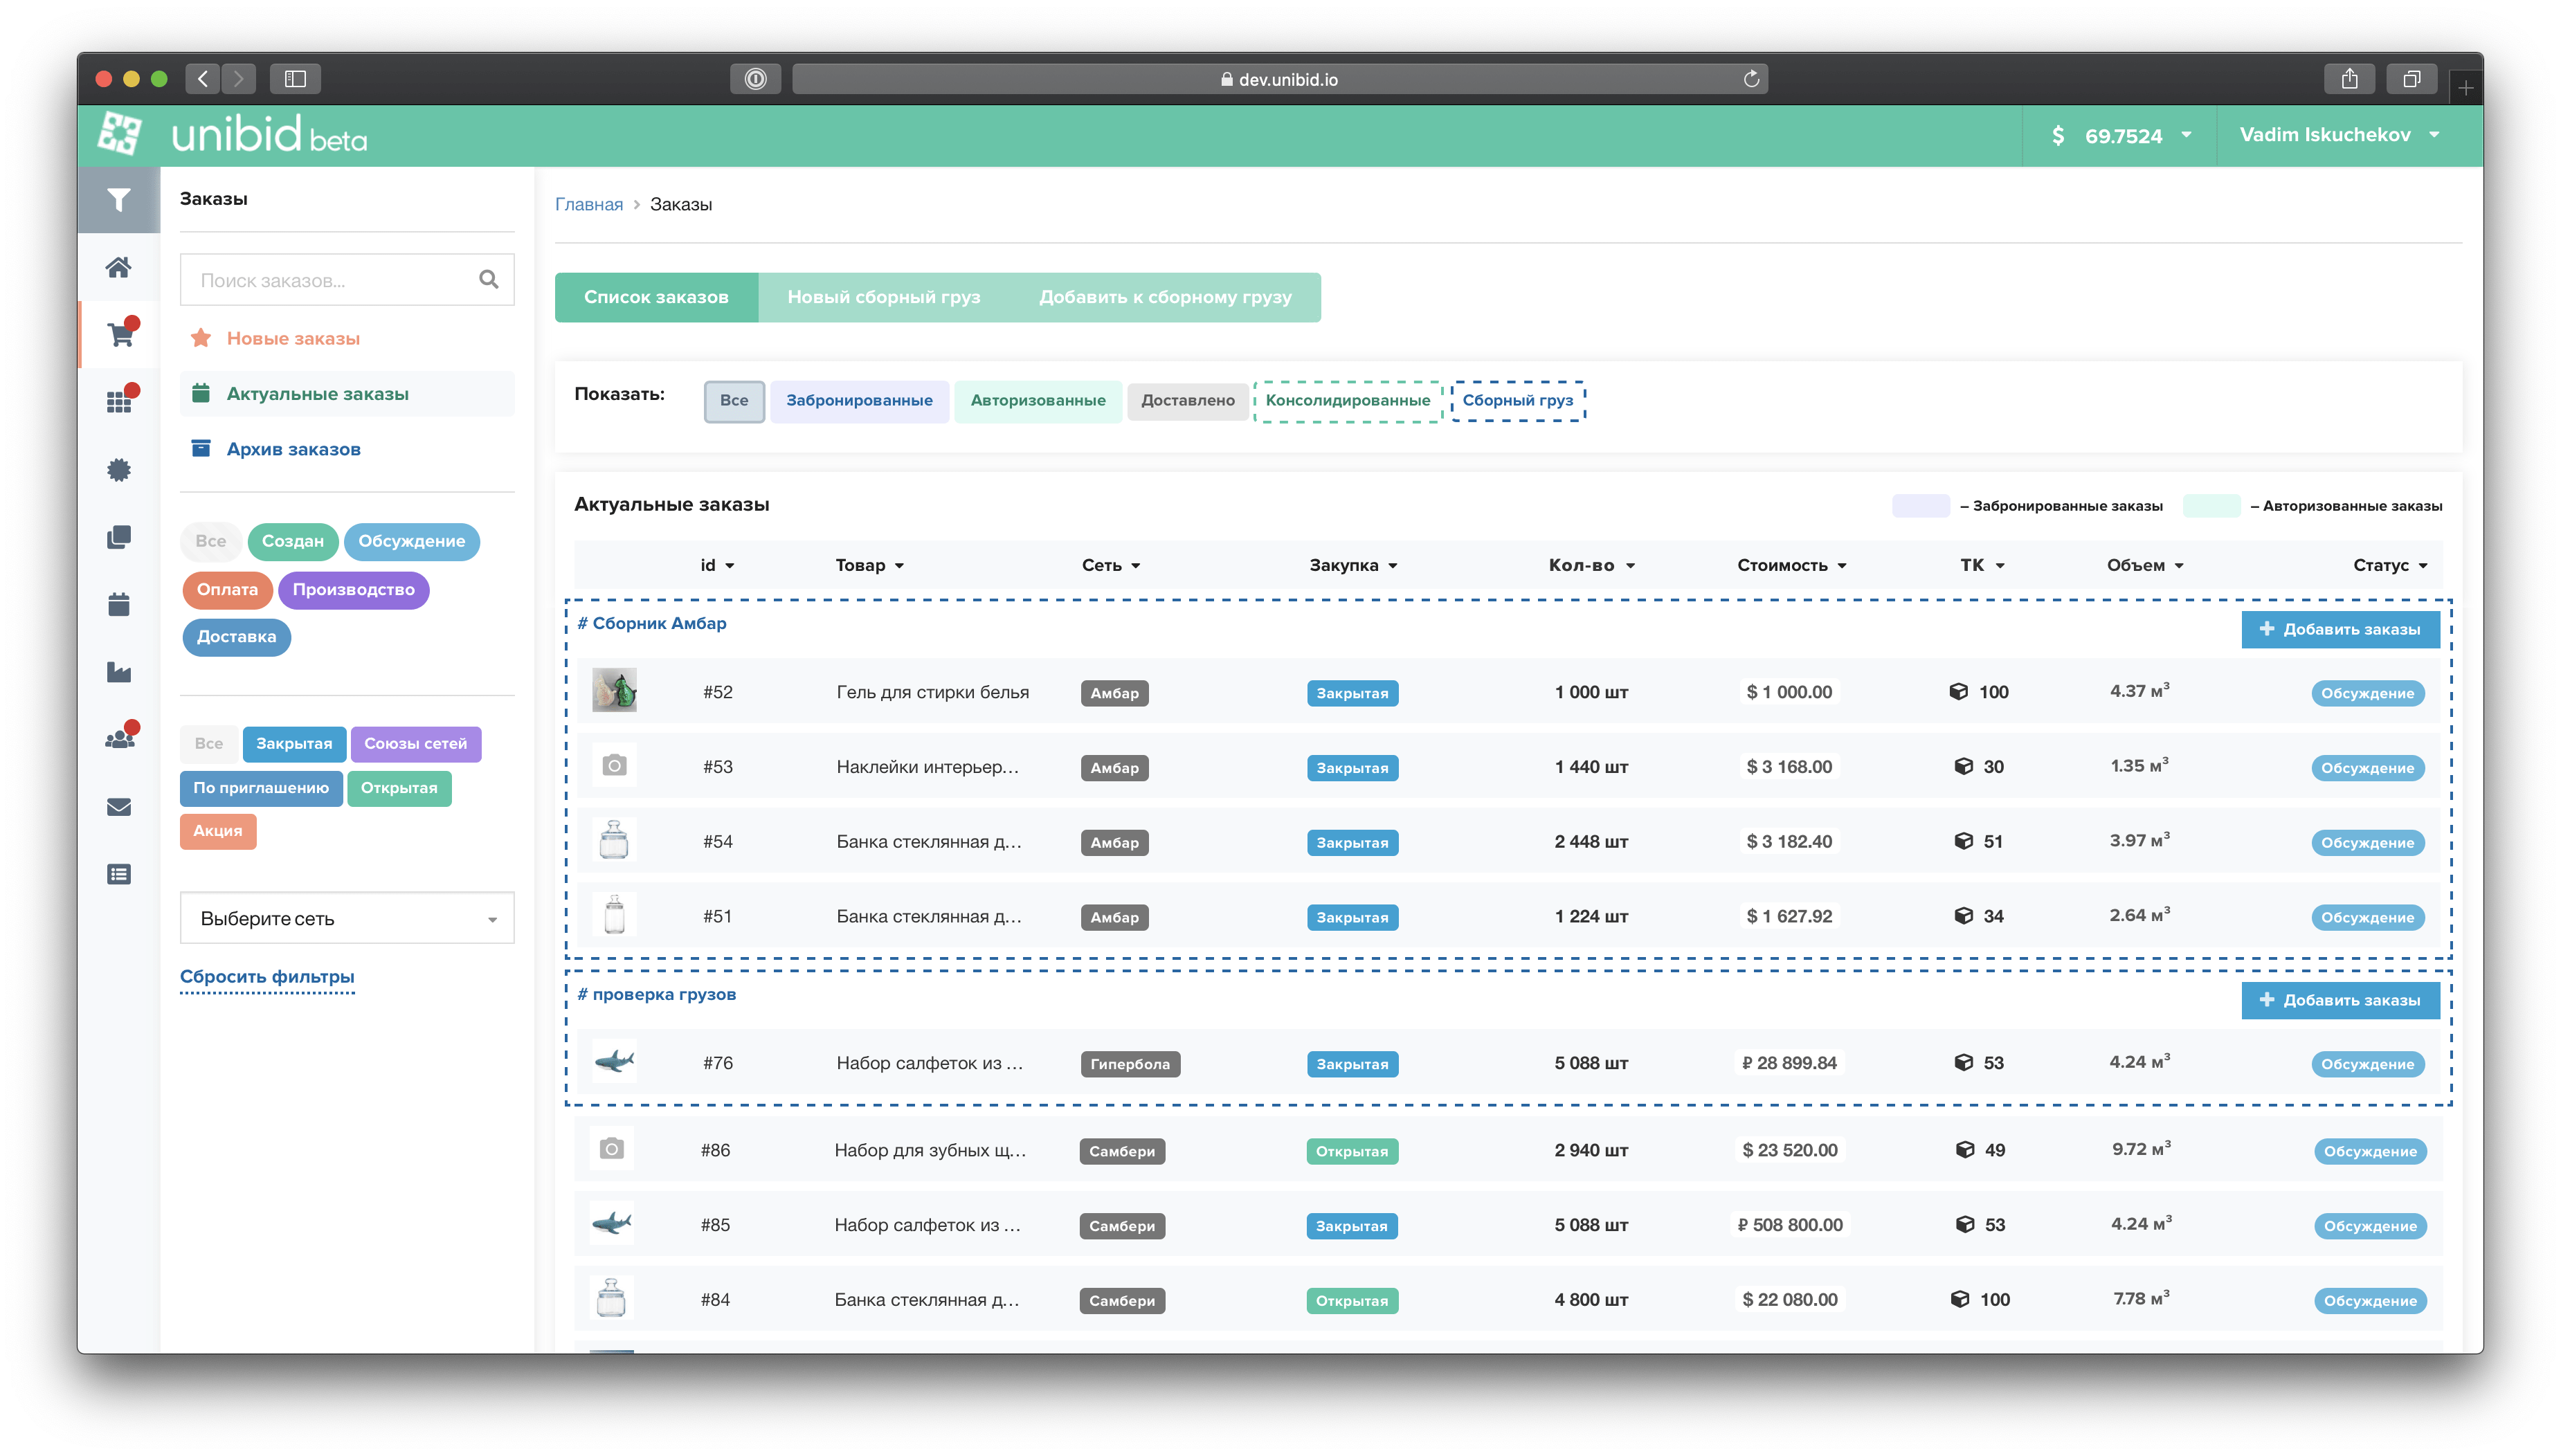 dev.unibid.io
unibid beta
$ 69.7524
Vadim Iskuchekov
Заказы
Поиск заказов...
Новые заказы
Актуальные заказы
Архив заказов
Все Создан Обсуждение
Оплата Производство
Доставка
Все Закрытая Союзы сетей
По приглашению Открытая
Акция
Выберите сеть
Сбросить фильтры
Главная Заказы
Список заказов Новый сборный груз Добавить к сборному грузу
Показать: Все Забронированные Авторизованные Доставлено Консолидированные Сборный груз
Актуальные заказы – Забронированные заказы – Авторизованные заказы
id Товар Сеть Закупка Кол-во Стоимость ТК Объем Статус
# Сборник Амбар + Добавить заказы
#52 Гель для стирки белья Амбар Закрытая 1 000 шт $ 1 000.00 100 4.37 м³ Обсуждение
#53 Наклейки интерьер... Амбар Закрытая 1 440 шт $ 3 168.00 30 1.35 м³ Обсуждение
#54 Банка стеклянная д... Амбар Закрытая 2 448 шт $ 3 182.40 51 3.97 м³ Обсуждение
#51 Банка стеклянная д... Амбар Закрытая 1 224 шт $ 1 627.92 34 2.64 м³ Обсуждение
# проверка грузов + Добавить заказы
#76 Набор салфеток из ... Гипербола Закрытая 5 088 шт ₽ 28 899.84 53 4.24 м³ Обсуждение
#86 Набор для зубных щ... Самбери Открытая 2 940 шт $ 23 520.00 49 9.72 м³ Обсуждение
#85 Набор салфеток из ... Самбери Закрытая 5 088 шт ₽ 508 800.00 53 4.24 м³ Обсуждение
#84 Банка стеклянная д... Самбери Открытая 4 800 шт $ 22 080.00 100 7.78 м³ Обсуждение